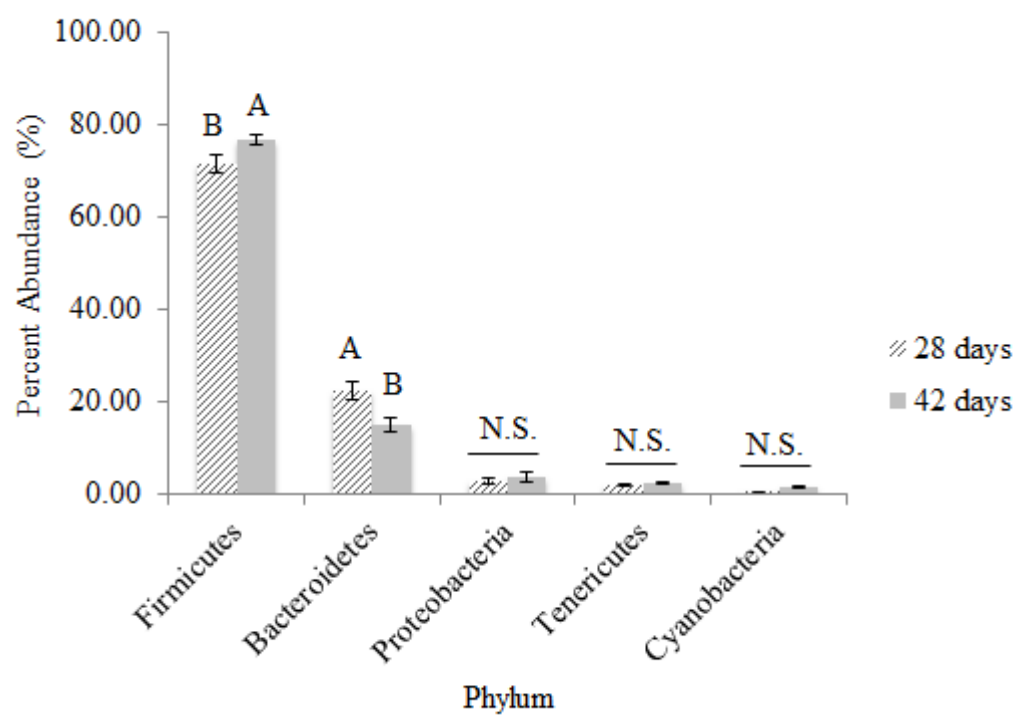 100.00
80.00
60.00
40.00
20.00
0.00
Percent Abundance (%)
B
A
A
B
N.S.
N.S.
N.S.
28 days
42 days
Firmicutes
Bacteroidetes
Proteobacteria
Tenericutes
Cyanobacteria
Phylum